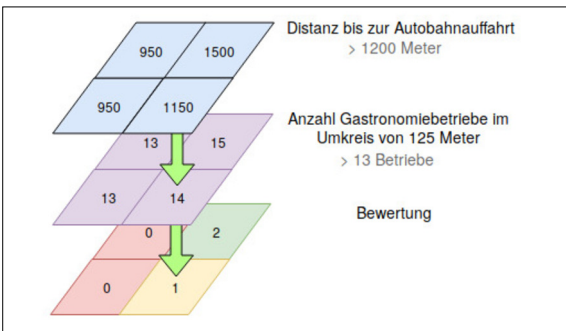 Distanz bis zur Autobahnauffahrt
> 1200 Meter
950 1500
950 1150
Anzahl Gastronomiebetriebe im
Umkreis von 125 Meter
> 13 Betriebe
13 15
13 14
Bewertung
0 2
0 1